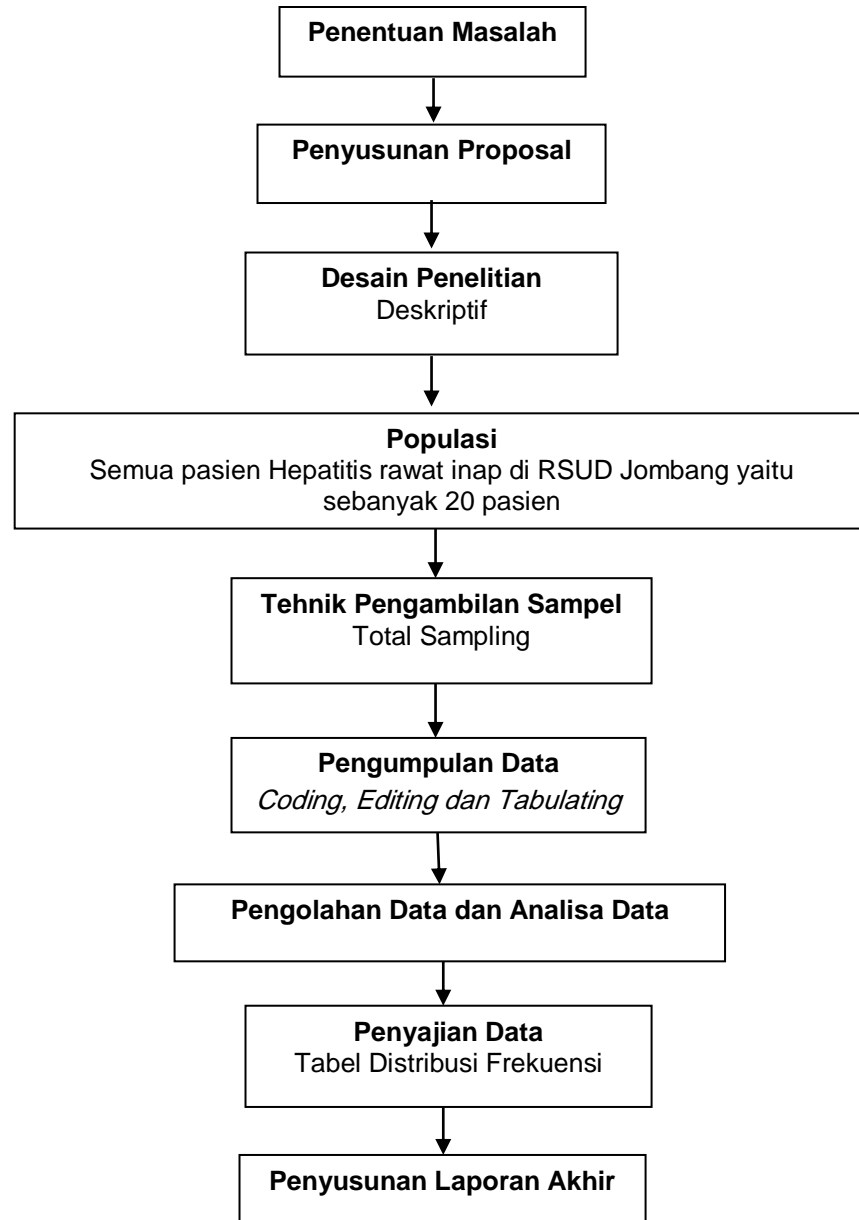 Penentuan Masalah
Penyusunan Proposal
Desain Penelitian
Deskriptif
Populasi
Semua pasien Hepatitis rawat inap di RSUD Jombang yaitu
sebanyak 20 pasien
Tehnik Pengambilan Sampel
Total Sampling
Pengumpulan Data
Coding, Editing dan Tabulating
Pengolahan Data dan Analisa Data
Penyajian Data
Tabel Distribusi Frekuensi
Penyusunan Laporan Akhir